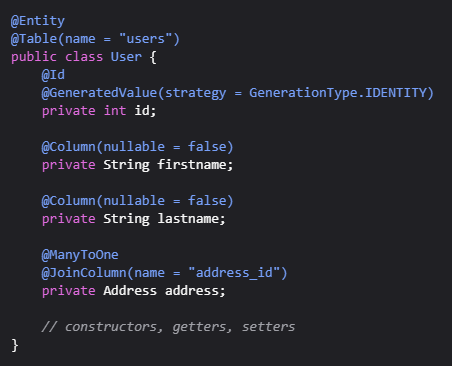 @Entity
@Table(name = "users")
public class User {
    @Id
    @GeneratedValue(strategy = GenerationType.IDENTITY)
    private int id;

    @Column(nullable = false)
    private String firstname;

    @Column(nullable = false)
    private String lastname;

    @ManyToOne
    @JoinColumn(name = "address_id")
    private Address address;

    // constructors, getters, setters
}